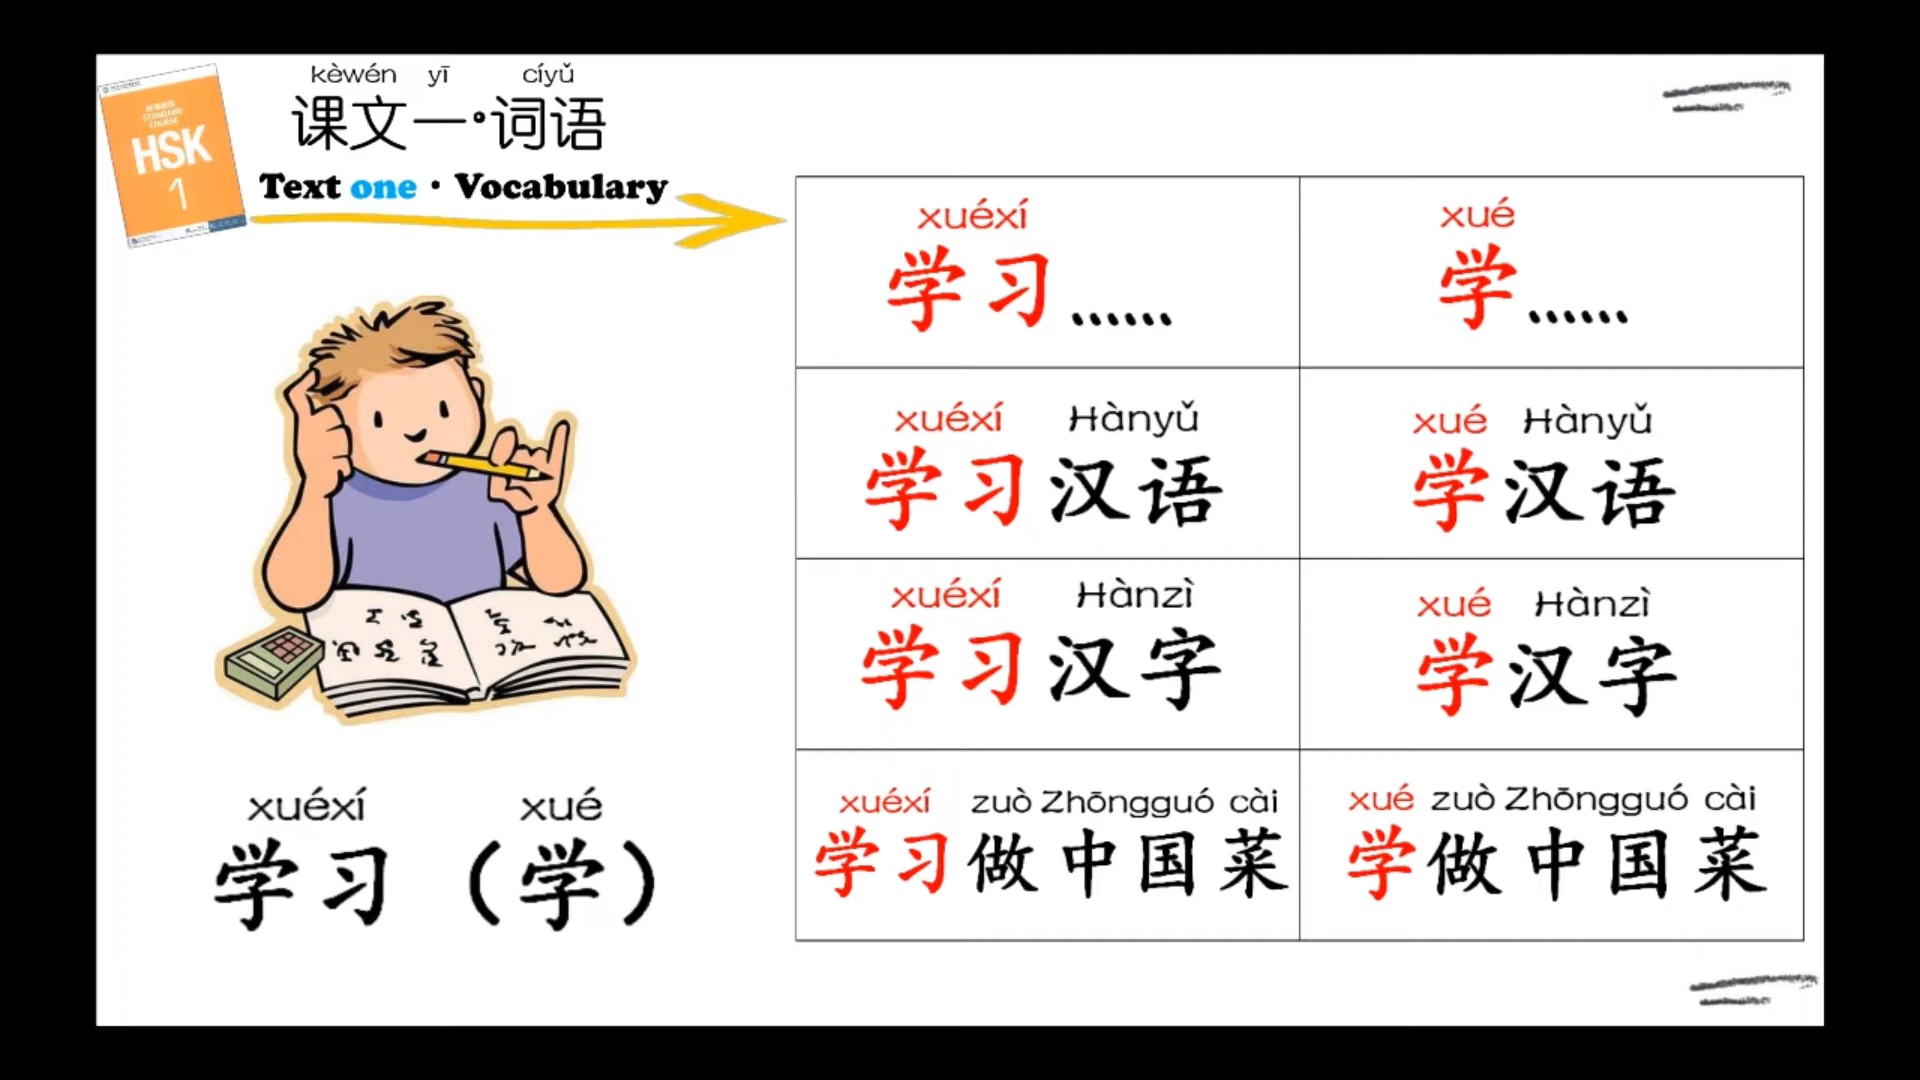 kèwén yī cíyǔ
课文一·词语
Text one · Vocabulary
STANDARD
COURSE
HSK
1
xuéxí xué
学习（学）
xuéxí
学习……
xué
学……
xuéxí Hànyǔ
学习汉语
xué Hànyǔ
学汉语
xuéxí Hànzì
学习汉字
xué Hànzì
学汉字
xuéxí zuò Zhōngguó cài
学习做中国菜
xué zuò Zhōngguó cài
学做中国菜